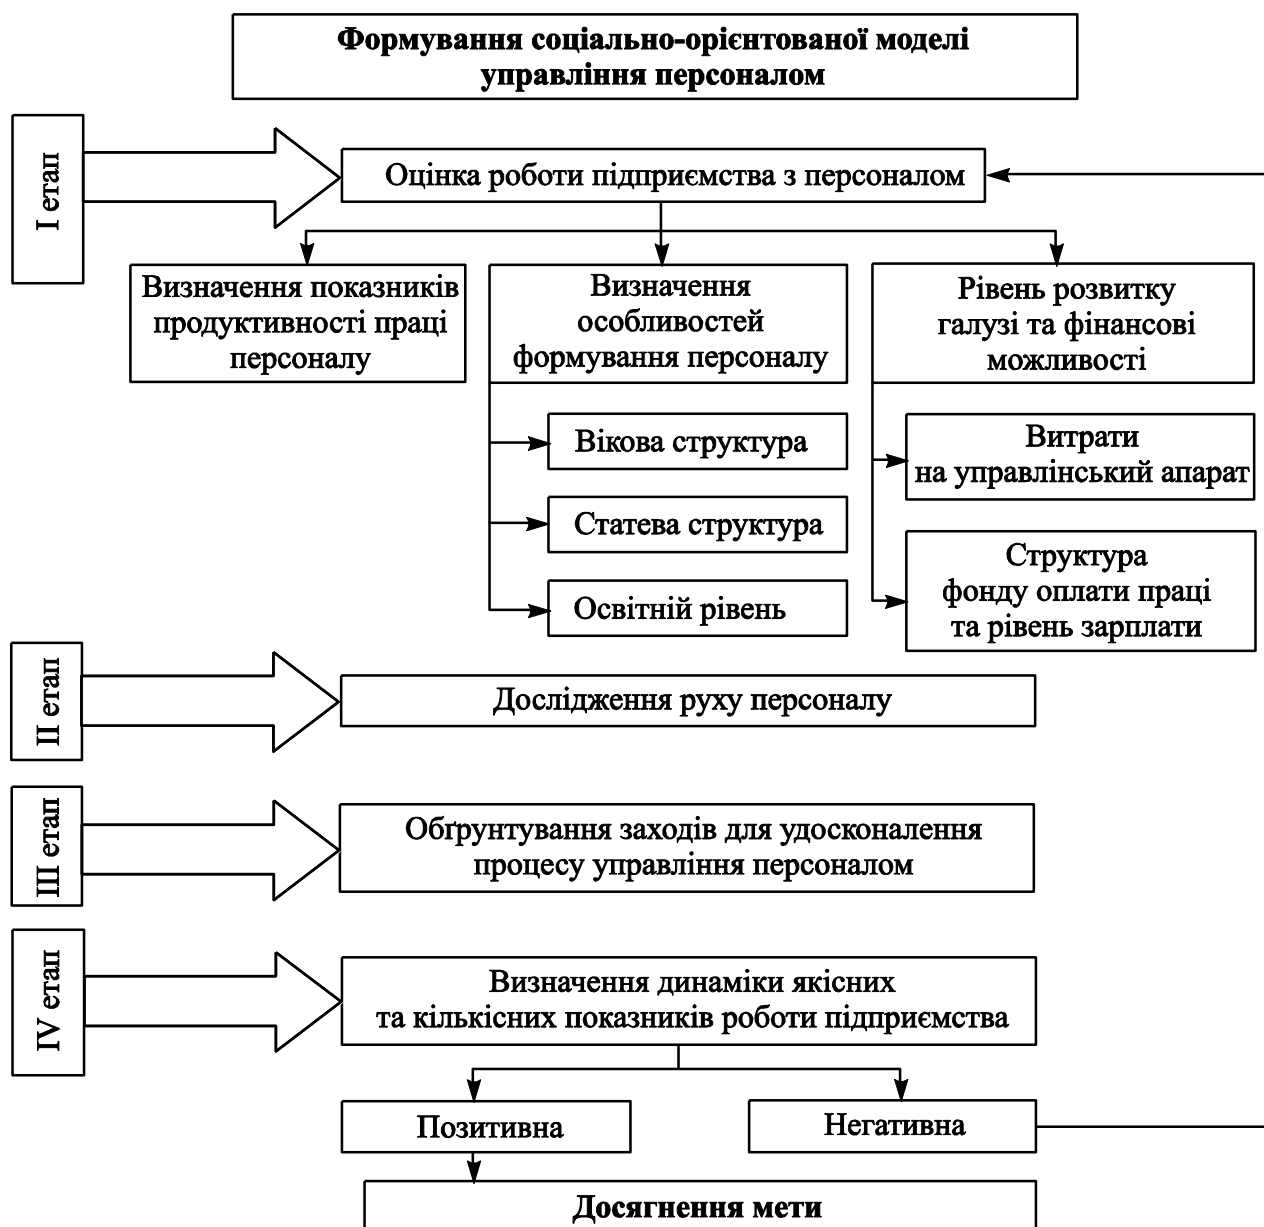 Формування соціально-орієнтованої моделі
управління персоналом
І етап
Оцінка роботи підприємства з персоналом
Визначення показників
продуктивності праці
персоналу
Визначення
особливостей
формування персоналу
Рівень розвитку
галузі та фінансові
можливості
Вікова структура
Статева структура
Освітній рівень
Витрати
на управлінський апарат
Структура
фонду оплати праці
та рівень зарплати
ІІ етап
Дослідження руху персоналу
ІІІ етап
Обґрунтування заходів для удосконалення
процесу управління персоналом
IV етап
Визначення динаміки якісних
та кількісних показників роботи підприємства
Позитивна
Негативна
Досягнення мети